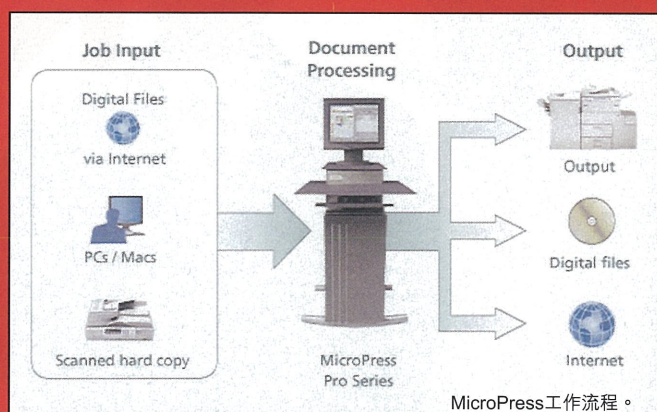 Job Input
Document
Processing
Output
Digital Files
via Internet
PCs / Macs
Scanned hard copy
MicroPress
Pro Series
Output
Digital files
Internet
MicroPress工作流程。